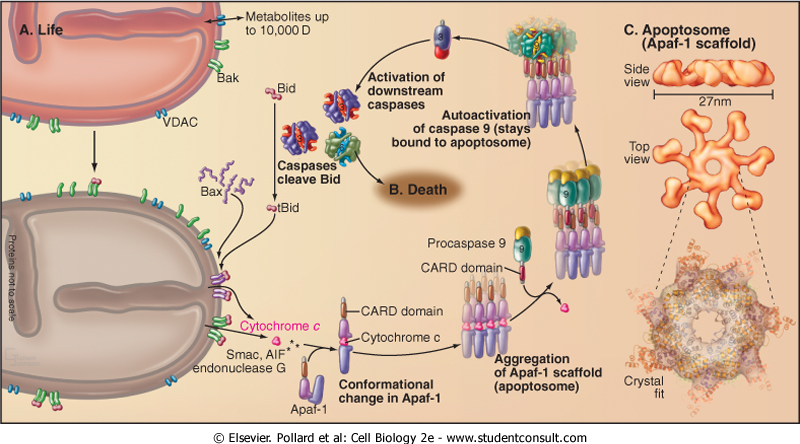 A. Life
Metabolites up
to 10,000 D
Bak
VDAC
Bid
Activation of
downstream
caspases
3
Autoactivation
of caspase 9 (stays
bound to apoptosome)
Caspases
cleave Bid
B. Death
Bax
tBid
Proteins not to scale
Cytochrome c
Smac, AIF
endonuclease G
Apaf-1
CARD domain
Cytochrome c
Conformational
change in Apaf-1
Procaspase 9
9
CARD domain
Aggregation
of Apaf-1 scaffold
(apoptosome)
C. Apoptosome
(Apaf-1 scaffold)
Side
view
27nm
Top
view
Crystal
fit
© Elsevier. Pollard et al: Cell Biology 2e - www.studentconsult.com